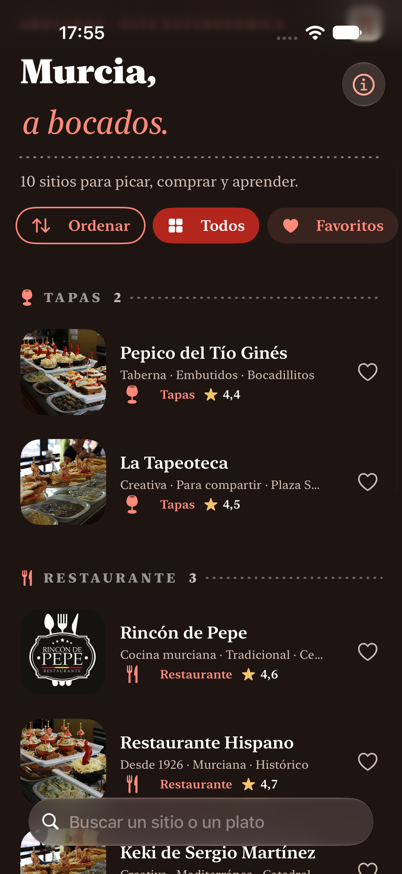 17:55
Murcia,
a bocados.
10 sitios para picar, comprar y aprender.
Ordenar
Todos
Favoritos
TAPAS 2
Pepico del Tío Ginés
Taberna · Embutidos · Bocadillitos
Tapas 4,4
La Tapeoteca
Creativa · Para compartir · Plaza S...
Tapas 4,5
RESTAURANTE 3
RINCÓN DE
PEPE
RESTAURANTE
Rincón de Pepe
Cocina murciana · Tradicional · Ce...
Restaurante 4,6
Restaurante Hispano
Desde 1926 · Murciana · Histórico
Restaurante 4,7
Buscar un sitio o un plato
Keki de Sergio Martínez
Creativa · Mediterránea · Catedral